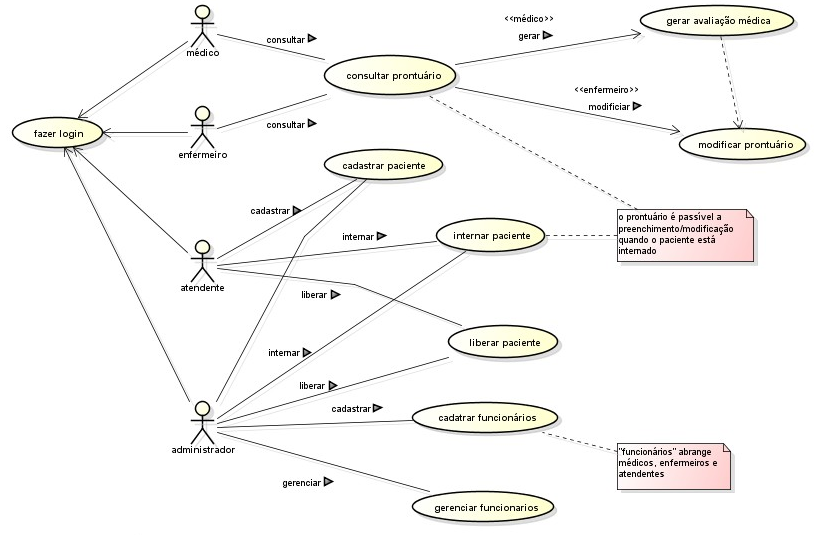 <<médico>>
gerar avaliação médica
consultar
gerar
médico
consultar prontuário
<<enfermeiro>>
modificiar
consultar
fazer login
enfermeiro
modificar prontuário
cadastrar paciente
cadastrar
o prontuário é passível a
preenchimento/modificação
quando o paciente está
internado
internar
internar paciente
atendente
liberar
liberar paciente
internar
liberar
cadastrar
cadatrar funcionários
administrador
"funcionários" abrange
médicos, enfermeiros e
atendentes
gerenciar
gerenciar funcionarios